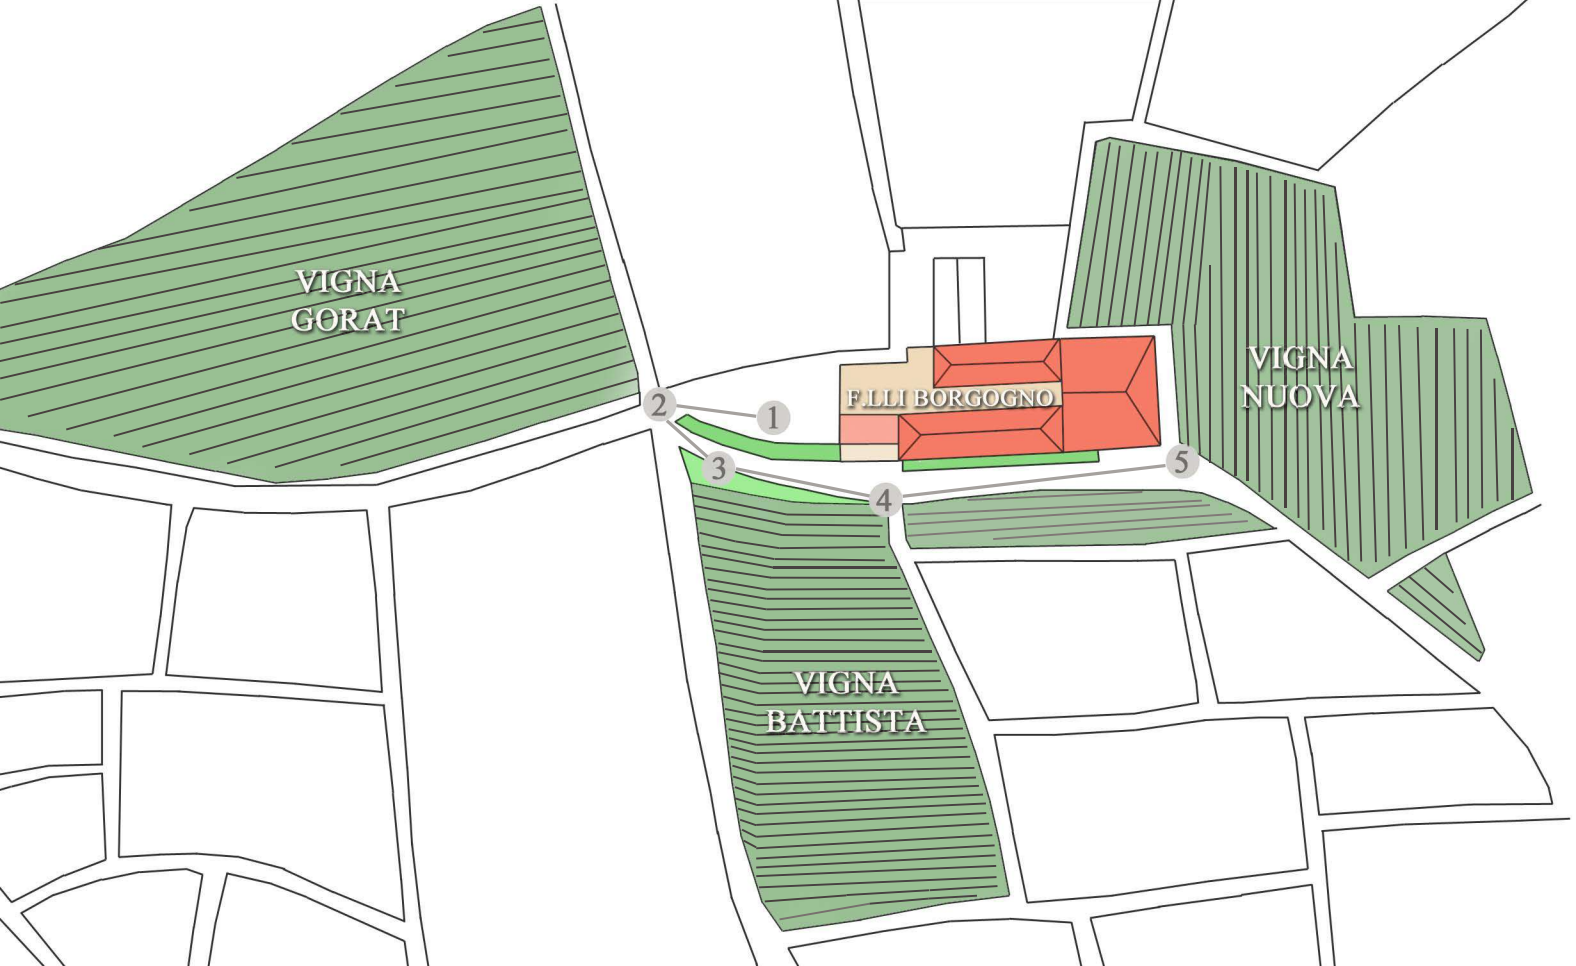 VIGNA
GORAT
VIGNA
NUOVA
F.LLI BORGOGNO
2
1
3
5
4
VIGNA
BATTISTA